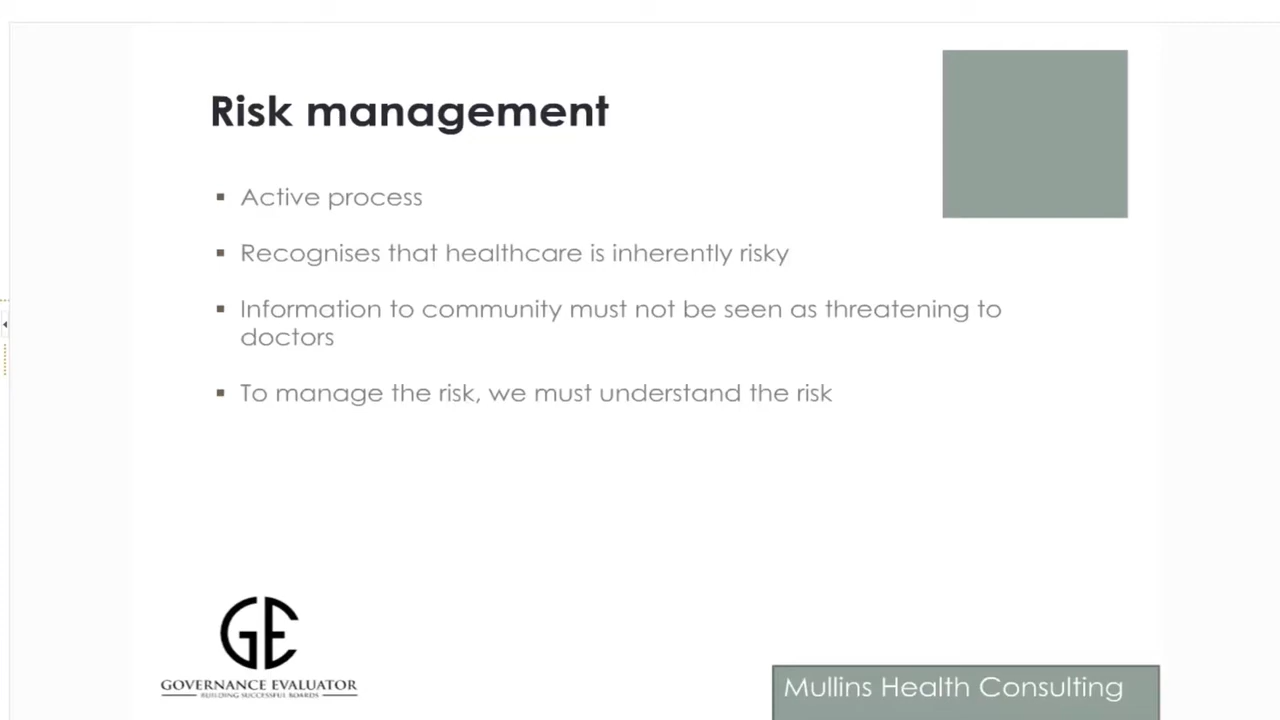 Risk management
▪ Active process
▪ Recognises that healthcare is inherently risky
▪ Information to community must not be seen as threatening to
doctors
▪ To manage the risk, we must understand the risk
GE
GOVERNANCE EVALUATOR
BUILDING SUCCESSFUL BOARDS
Mullins Health Consulting